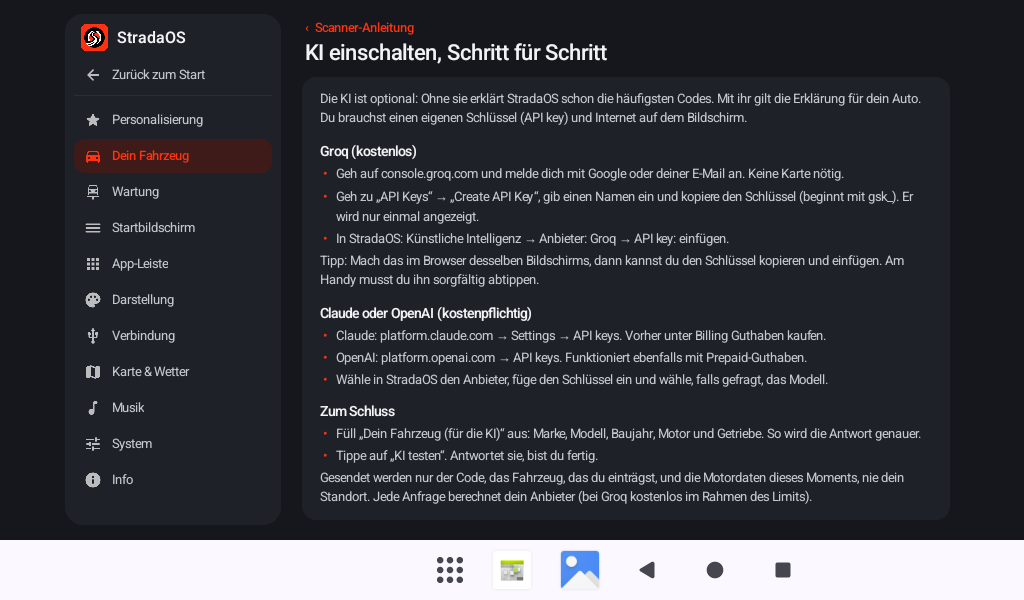 StradaOS
Zurück zum Start
Personalisierung
Dein Fahrzeug
Wartung
Startbildschirm
App-Leiste
Darstellung
Verbindung
Karte & Wetter
Musik
System
Info
‹ Scanner-Anleitung
KI einschalten, Schritt für Schritt
Die KI ist optional: Ohne sie erklärt StradaOS schon die häufigsten Codes. Mit ihr gilt die Erklärung für dein Auto.
Du brauchst einen eigenen Schlüssel (API key) und Internet auf dem Bildschirm.
Groq (kostenlos)
• Geh auf console.groq.com und melde dich mit Google oder deiner E-Mail an. Keine Karte nötig.
• Geh zu „API Keys“ → „Create API Key“, gib einen Namen ein und kopiere den Schlüssel (beginnt mit gsk_). Er
wird nur einmal angezeigt.
• In StradaOS: Künstliche Intelligenz → Anbieter: Groq → API key: einfügen.
Tipp: Mach das im Browser desselben Bildschirms, dann kannst du den Schlüssel kopieren und einfügen. Am
Handy musst du ihn sorgfältig abtippen.
Claude oder OpenAI (kostenpflichtig)
• Claude: platform.claude.com → Settings → API keys. Vorher unter Billing Guthaben kaufen.
• OpenAI: platform.openai.com → API keys. Funktioniert ebenfalls mit Prepaid-Guthaben.
• Wähle in StradaOS den Anbieter, füge den Schlüssel ein und wähle, falls gefragt, das Modell.
Zum Schluss
• Füll „Dein Fahrzeug (für die KI)“ aus: Marke, Modell, Baujahr, Motor und Getriebe. So wird die Antwort genauer.
• Tippe auf „KI testen“. Antwortet sie, bist du fertig.
Gesendet werden nur der Code, das Fahrzeug, das du einträgst, und die Motordaten dieses Moments, nie dein
Standort. Jede Anfrage berechnet dein Anbieter (bei Groq kostenlos im Rahmen des Limits).